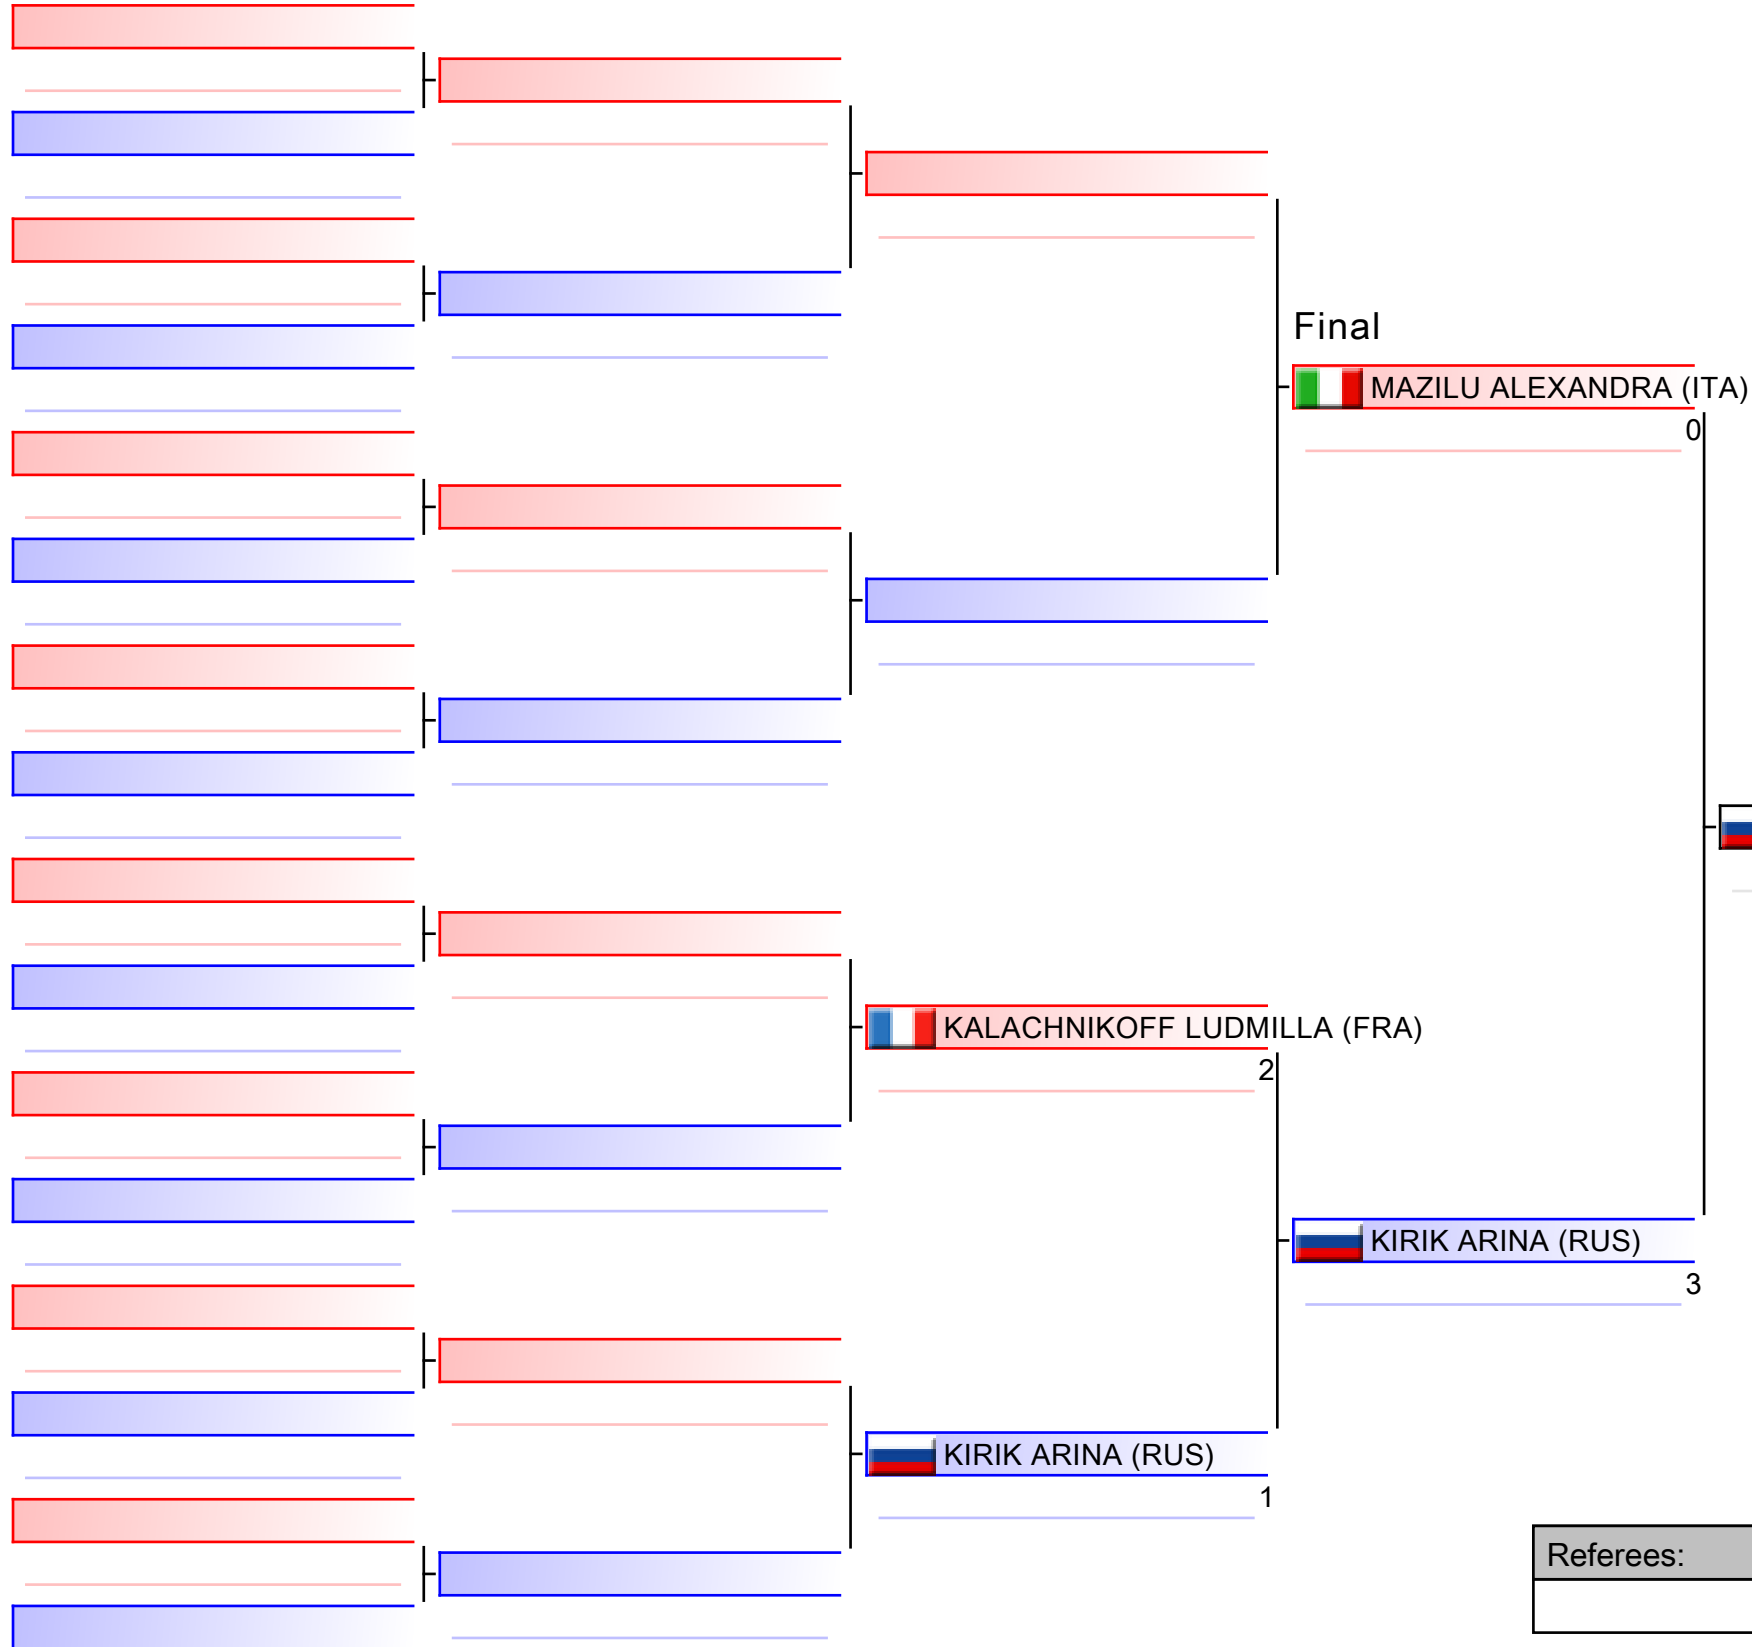 Final
MAZILU ALEXANDRA (ITA)
0
KALACHNIKOFF LUDMILLA (FRA)
2
KIRIK ARINA (RUS)
3
KIRIK ARINA (RUS)
1
Referees: